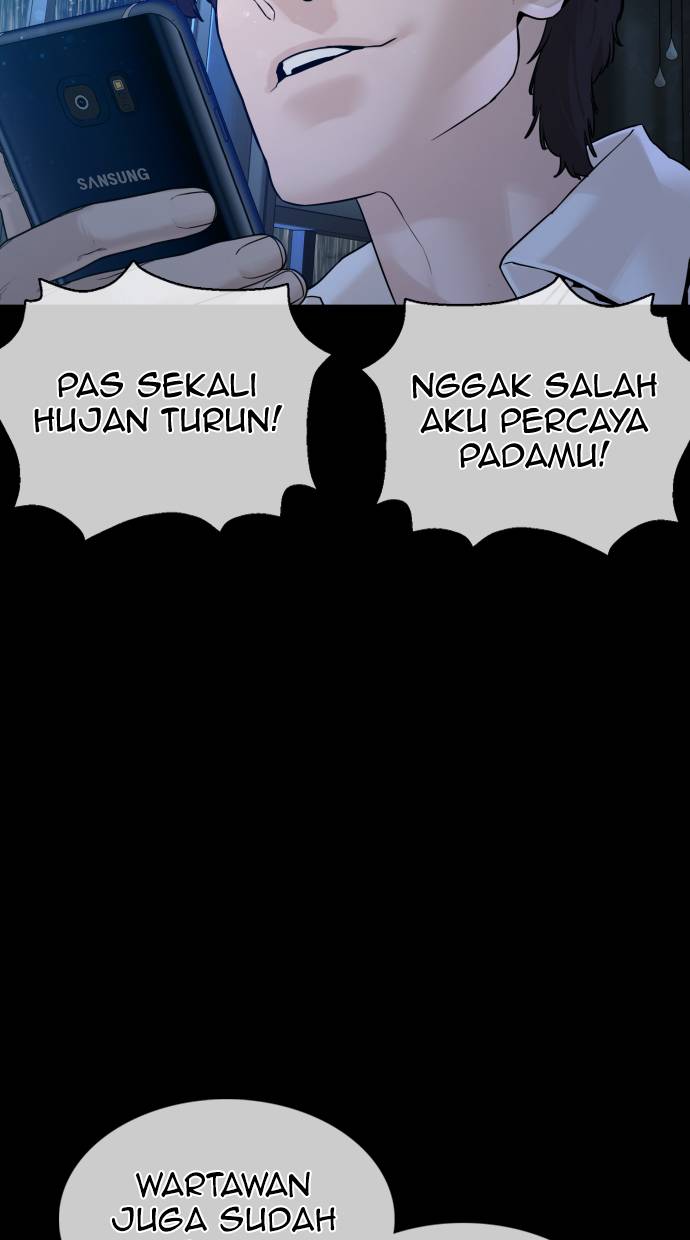 SAMSUNG
PAS SEKALI
HUJAN TURUN!
NGGAK SALAH
AKU PERCAYA
PADAMU!
WARTAWAN
JUGA SUDAH